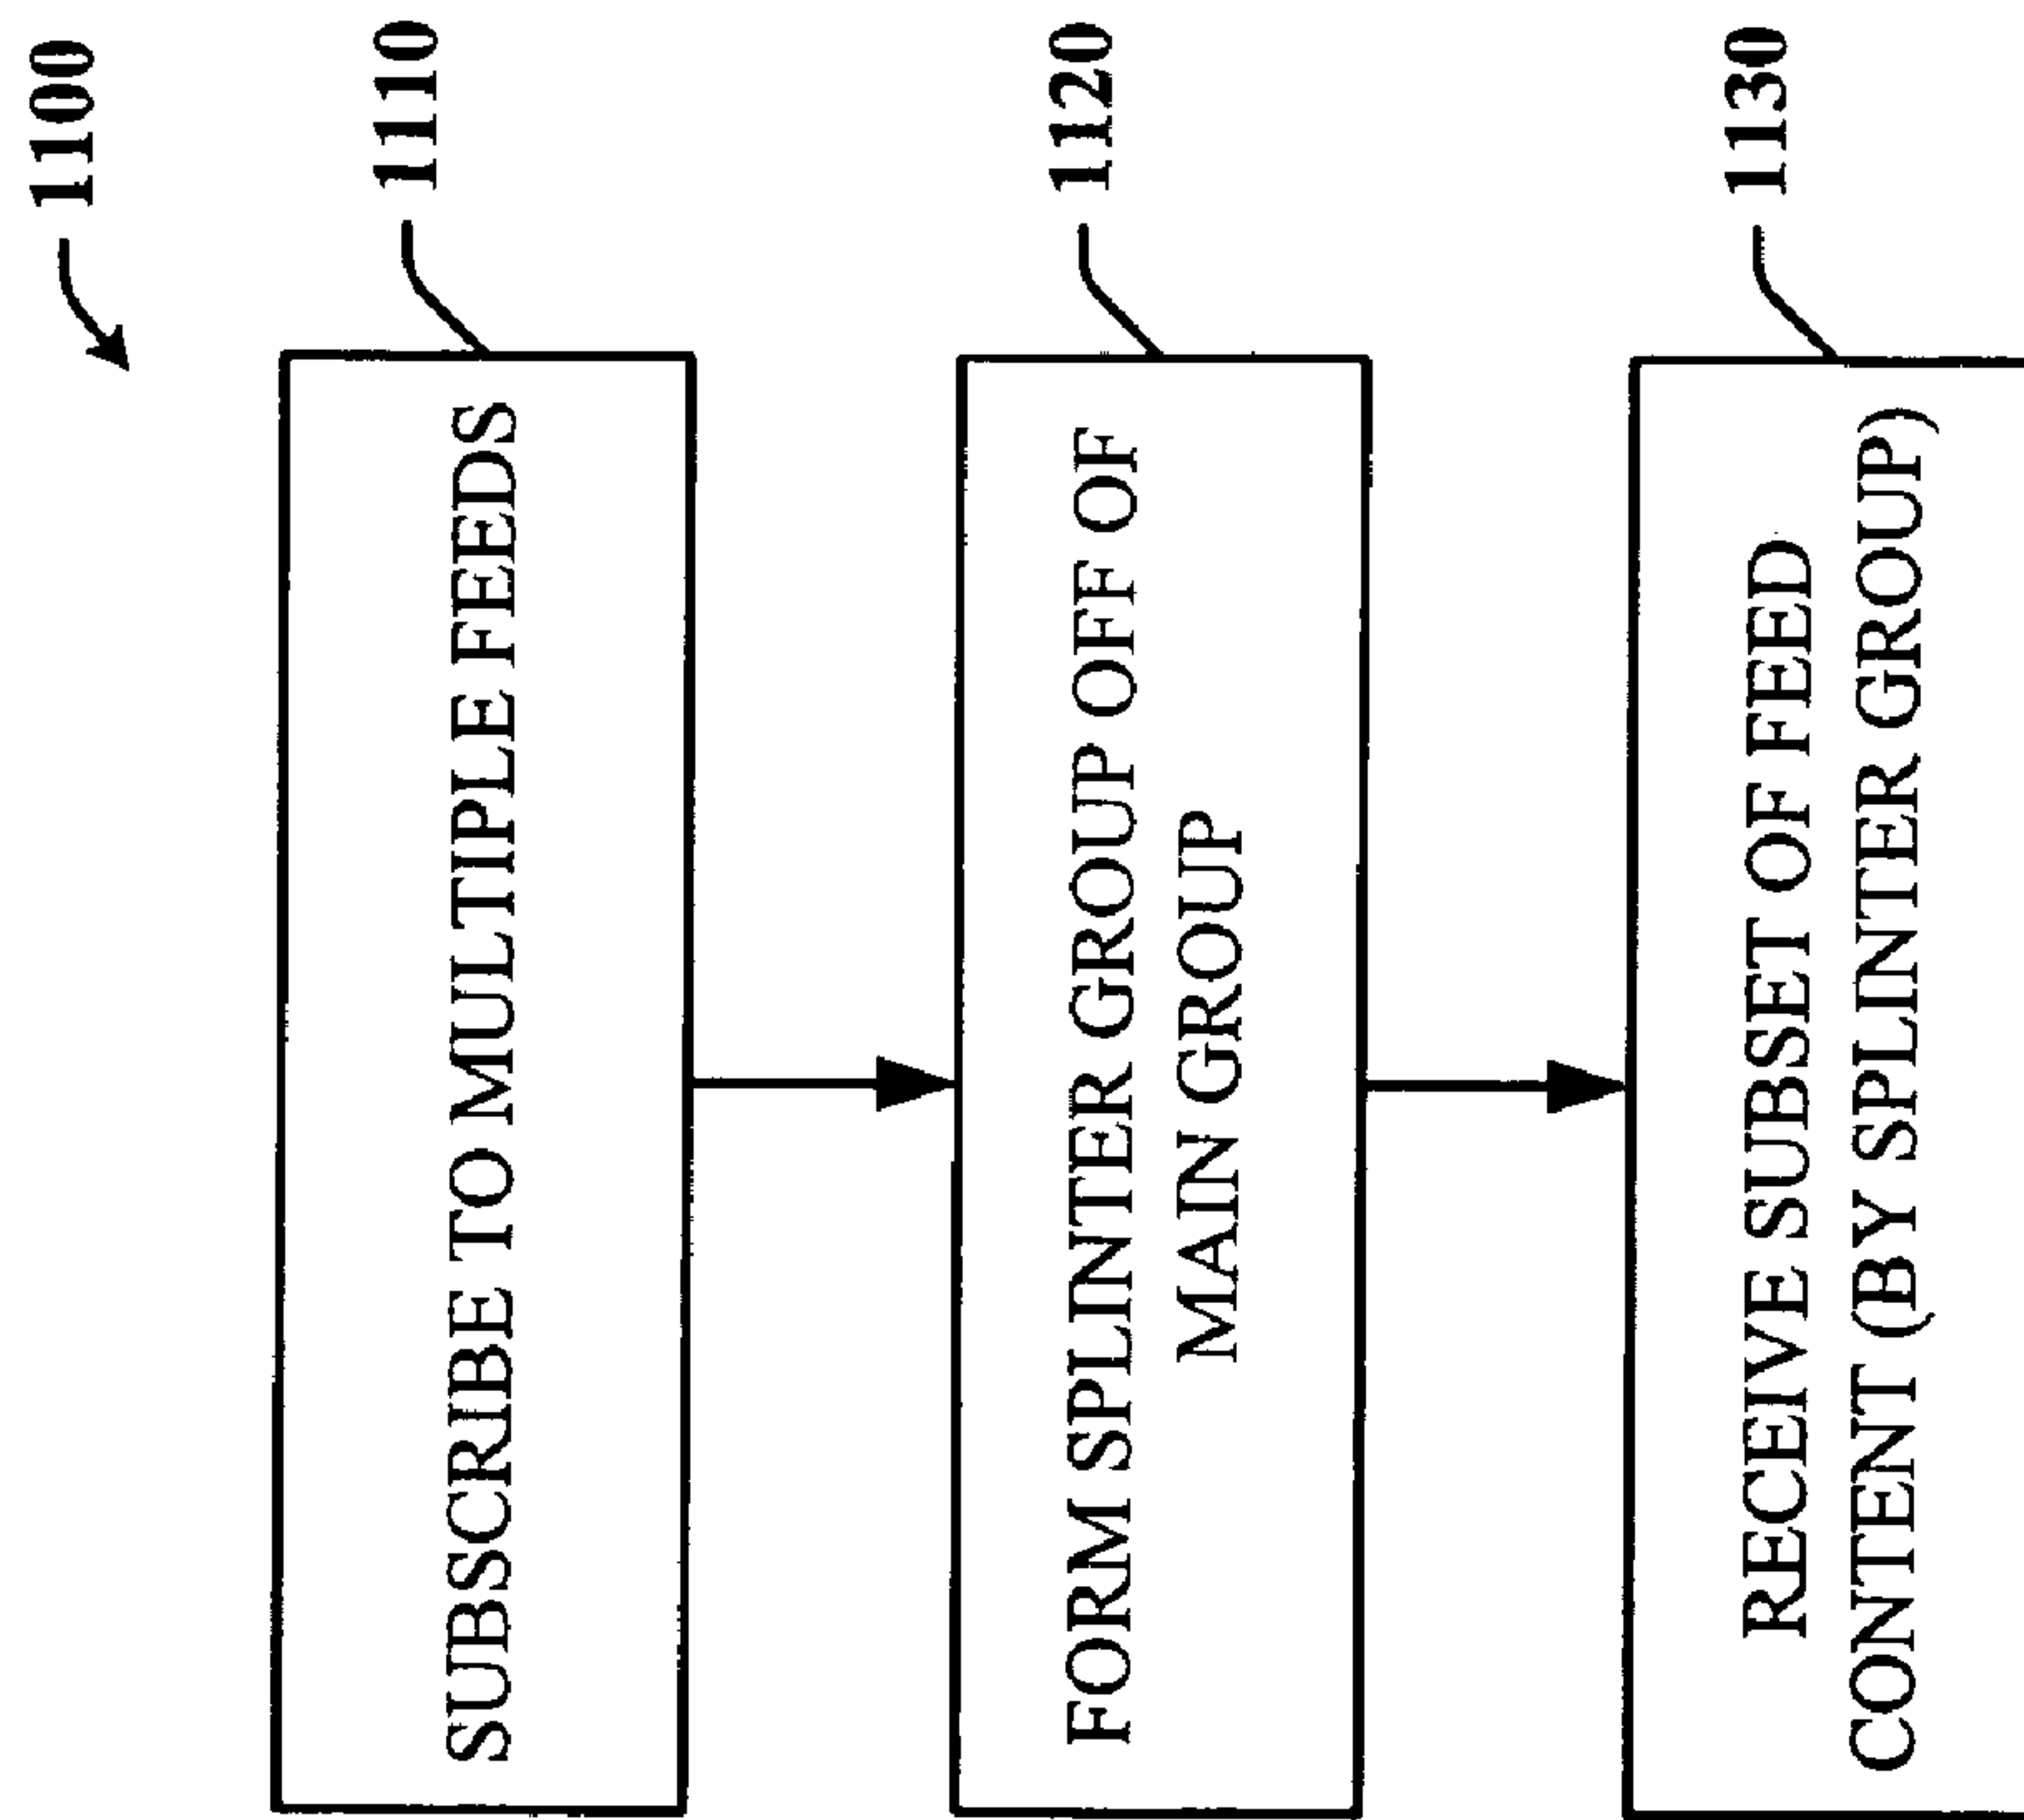 1100
SUBSCRIBE TO MULTIPLE FEEDS
1110
FORM SPLINTER GROUP OFF OF
MAIN GROUP
1120
RECEIVE SUBSET OF FEED
CONTENT (BY SPLINTER GROUP)
1130